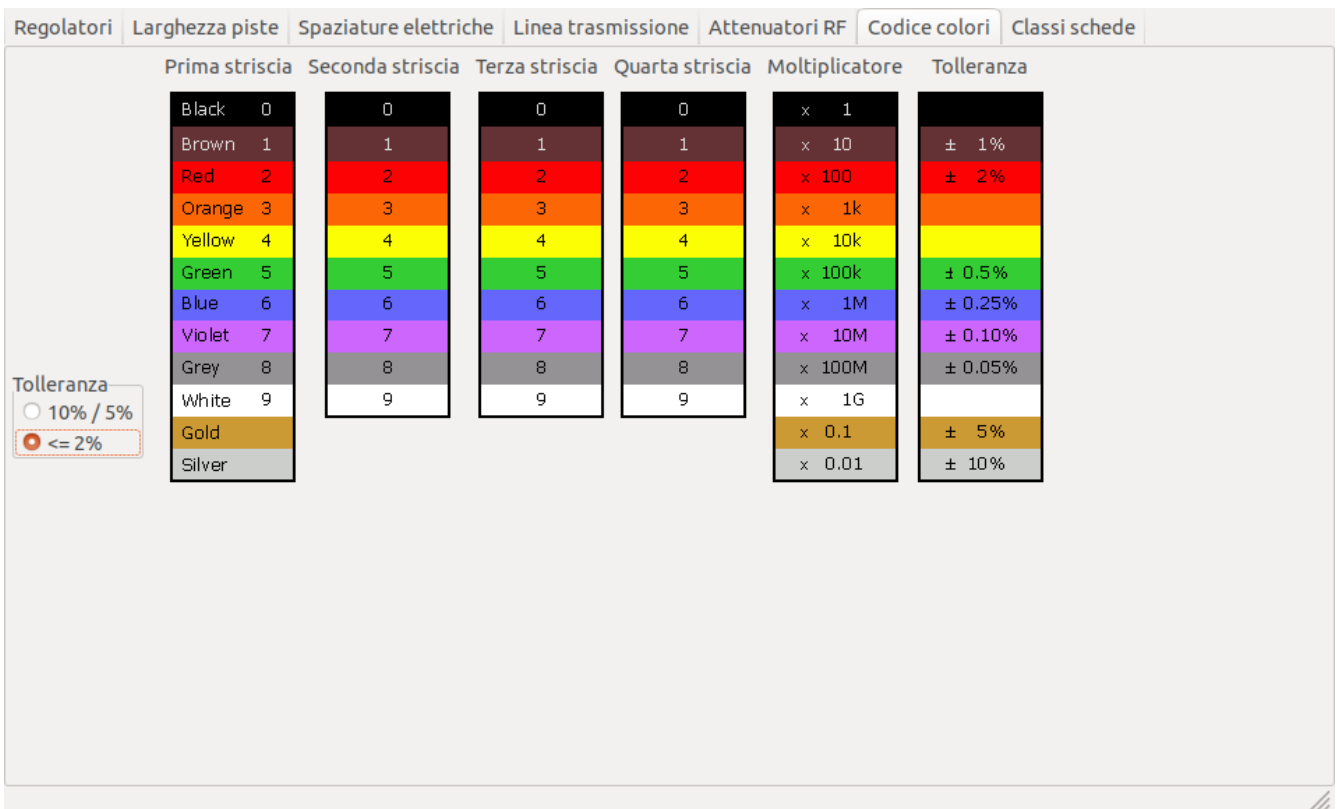 Regolatori Larghezza piste Spaziature elettriche Linea trasmissione Attenuatori RF Codice colori Classi schede
Prima striscia Seconda striscia Terza striscia Quarta striscia Moltiplicatore Tolleranza
Black 0 0 0 0 x 1
Brown 1 1 1 1 x 10 ± 1%
Red 2 2 2 2 x 100 ± 2%
Orange 3 3 3 3 x 1k
Yellow 4 4 4 4 x 10k
Green 5 5 5 5 x 100k ± 0.5%
Blue 6 6 6 6 x 1M ± 0.25%
Violet 7 7 7 7 x 10M ± 0.10%
Grey 8 8 8 8 x 100M ± 0.05%
White 9 9 9 9 x 1G
Gold x 0.1 ± 5%
Silver x 0.01 ± 10%
Tolleranza
10% / 5%
<= 2%